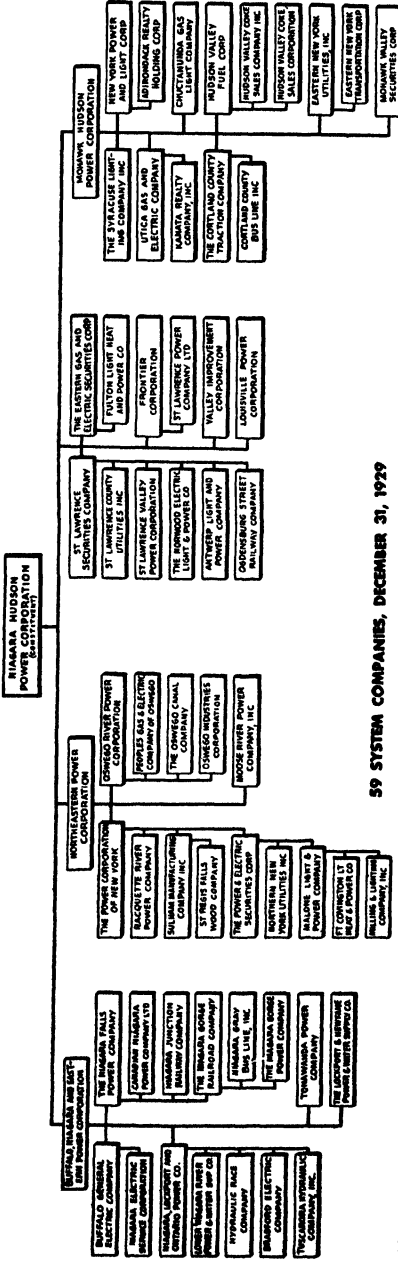 NIAGARA HUDSON
POWER CORPORATION
(CONSTITUENT)
BUFFALO, NIAGARA AND EAST-
ERN POWER CORPORATION
BUFFALO GENERAL
ELECTRIC COMPANY
NIAGARA ELECTRIC
SERVICE CORPORATION
NIAGARA LOCKPORT AND
ONTARIO POWER CO.
LOWER NIAGARA RIVER
POWER & WATER SUP CO
HYDRAULIC RACE
COMPANY
BRADFORD ELECTRIC
COMPANY
TUSCARORA HYDRAULIC
COMPANY, INC.
THE NIAGARA FALLS
POWER COMPANY
CANADIAN NIAGARA
POWER COMPANY LTD
NIAGARA JUNCTION
RAILWAY COMPANY
THE NIAGARA GORGE
RAILROAD COMPANY
NIAGARA GRAY
BUS LINE, INC.
THE NIAGARA GORGE
POWER COMPANY
TONAWANDA POWER
COMPANY
THE LOCKPORT & NEWFANE
POWER & WATER SUPPLY CO.
NORTHEASTERN POWER
CORPORATION
THE POWER CORPORATION
OF NEW YORK
RACQUETTE RIVER
POWER COMPANY
MANUFACTURING
COMPANY INC
ST REGIS FALLS
WOOD COMPANY
THE POWER & ELECTRIC
SECURITIES CORP
NORTHERN NEW
YORK UTILITIES INC
MALONE LIGHT &
POWER COMPANY
FT COVINGTON LT
HEAT & POWER CO
MILLING & LIGHTING
COMPANY, INC
OSWEGO RIVER POWER
CORPORATION
PEOPLES GAS & ELECTRIC
COMPANY OF OSWEGO
THE OSWEGO CANAL
COMPANY
OSWEGO INDUSTRIES
CORPORATION
MOOSE RIVER POWER
COMPANY, INC
ST LAWRENCE
SECURITIES COMPANY
ST LAWRENCE COUNTY
UTILITIES INC
ST LAWRENCE VALLEY
POWER CORPORATION
THE NORWOOD ELECTRIC
LIGHT & POWER CO
ANTWERP LIGHT AND
POWER COMPANY
OGDENSBURG STREET
RAILWAY COMPANY
THE EASTERN GAS AND
ELECTRIC SECURITIES CORP
FULTON LIGHT HEAT
AND POWER CO
FRONTIER
CORPORATION
ST LAWRENCE POWER
COMPANY LTD
VALLEY IMPROVEMENT
CORPORATION
LOUISVILLE POWER
CORPORATION
MOHAWK HUDSON
POWER CORPORATION
THE SYRACUSE LIGHT-
ING COMPANY INC
UTICA GAS AND
ELECTRIC COMPANY
KANATA REALTY
COMPANY, INC.
THE CORTLAND COUNTY
TRACTION COMPANY
CORTLAND COUNTY
BUS LINE INC
NEW YORK POWER
AND LIGHT CORP
ADIRONDACK REALTY
HOLDING CORP
CHUCTANUNDA GAS
LIGHT COMPANY
HUDSON VALLEY
FUEL CORP
HUDSON VALLEY COKE
SALES COMPANY INC
HUDSON VALLEY COKE
SALES CORPORATION
EASTERN NEW YORK
UTILITIES, INC
EASTERN NEW YORK
TRANSPORTATION CORP
MOHAWK VALLEY
SECURITIES CORP
59 SYSTEM COMPANIES, DECEMBER 31, 1929